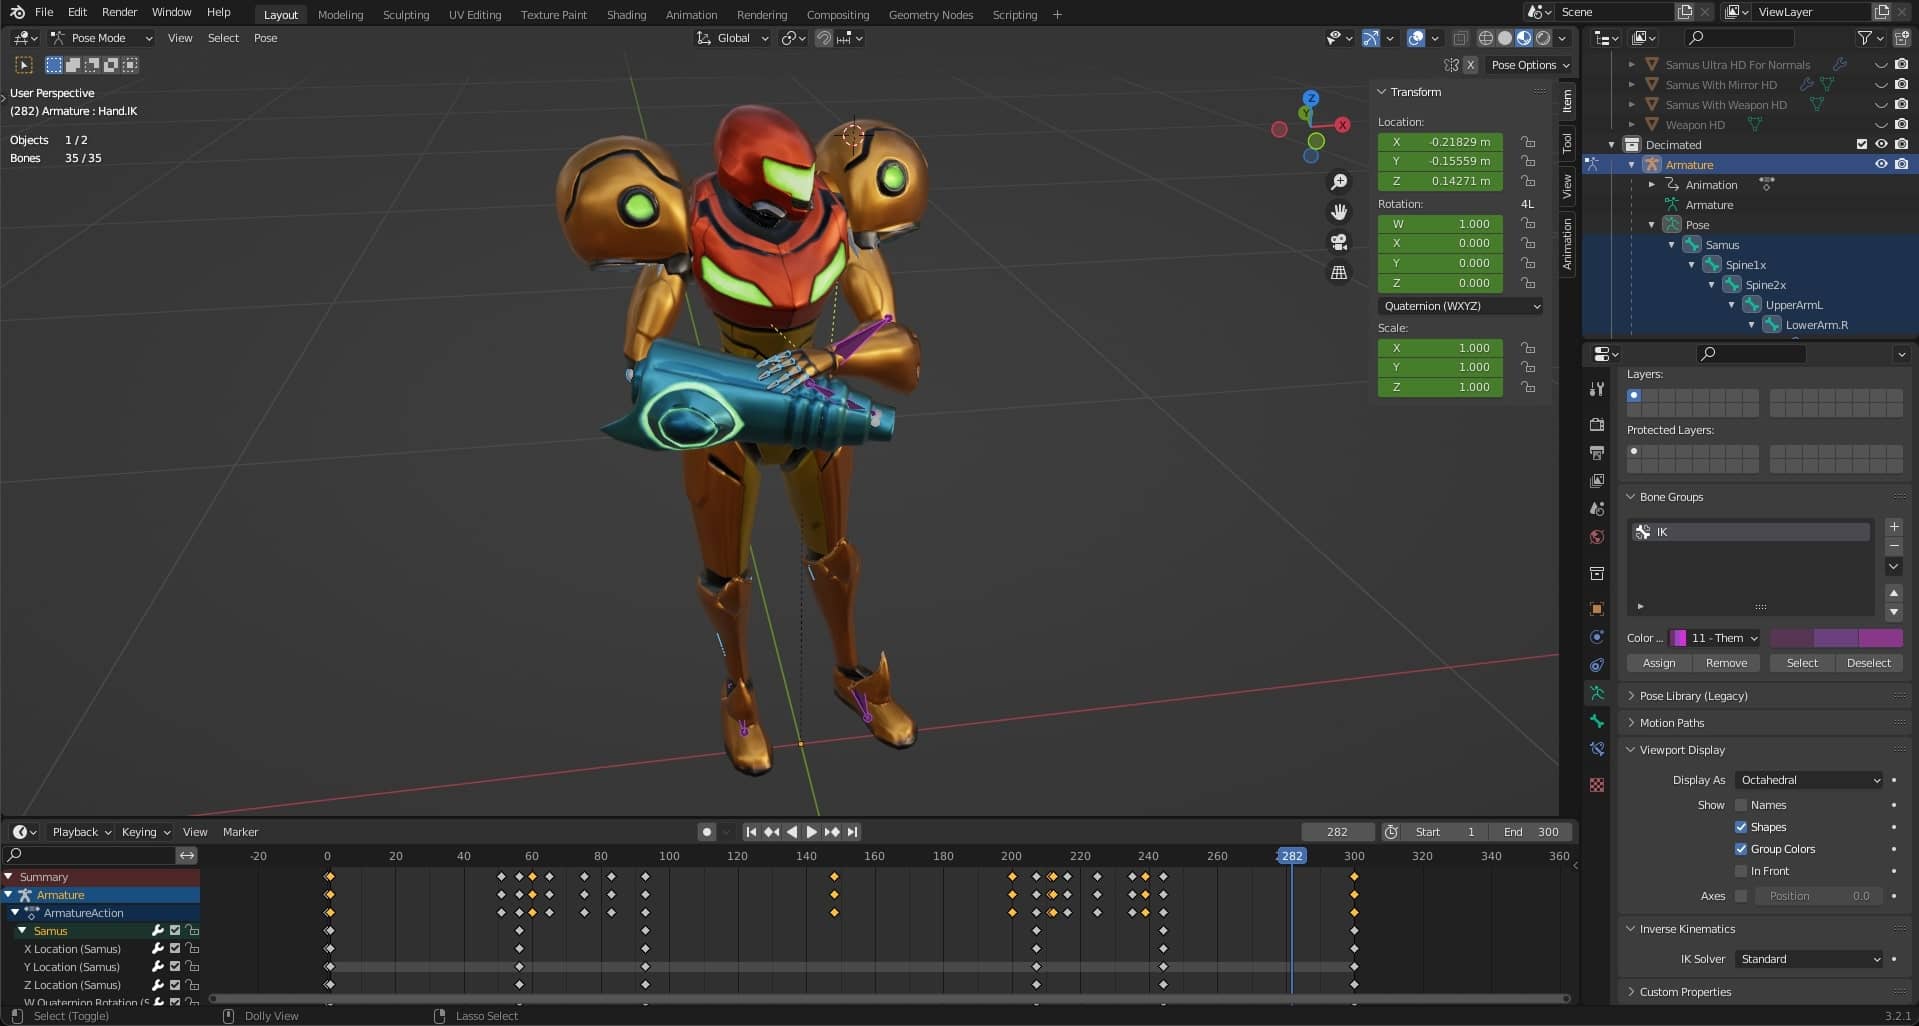 File Edit Render Window Help Layout Modeling Sculpting UV Editing Texture Paint Shading Animation Rendering Compositing Geometry Nodes Scripting + Scene ViewLayer
Pose Mode View Select Pose Global
X Pose Options
User Perspective
(282) Armature : Hand.IK
Objects 1 / 2
Bones 35 / 35
Z
Y
X
Transform
Location:
X -0.21829 m
Y -0.15559 m
Z 0.14271 m
Rotation: 4L
W 1.000
X 0.000
Y 0.000
Z 0.000
Quaternion (WXYZ)
Scale:
X 1.000
Y 1.000
Z 1.000
Item
Tool
View
Animation
Samus Ultra HD For Normals
Samus With Mirror HD
Samus With Weapon HD
Weapon HD
Decimated
Armature
Animation
Armature
Pose
Samus
Spine1x
Spine2x
UpperArmL
LowerArm.R
Layers:
Protected Layers:
Bone Groups
IK
Color ... 11 - Them
Assign Remove Select Deselect
Pose Library (Legacy)
Motion Paths
Viewport Display
Display As Octahedral
Show Names
Shapes
Group Colors
In Front
Axes Position 0.0
Inverse Kinematics
IK Solver Standard
Custom Properties
Playback Keying View Marker 282 Start 1 End 300
-20 0 20 40 60 80 100 120 140 160 180 200 220 240 260 282 300 320 340 360
Summary
Armature
ArmatureAction
Samus
X Location (Samus)
Y Location (Samus)
Z Location (Samus)
W Quaternion Rotation (S
Select (Toggle) Dolly View Lasso Select 3.2.1